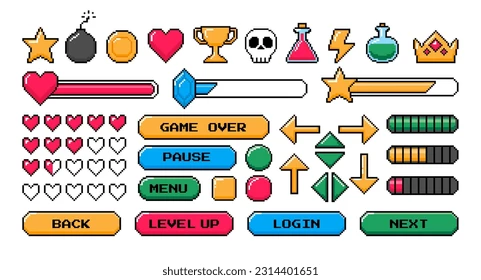 GAME OVER
PAUSE
MENU
BACK
LEVEL UP
LOGIN
NEXT
shutterstock.com · 2314401651